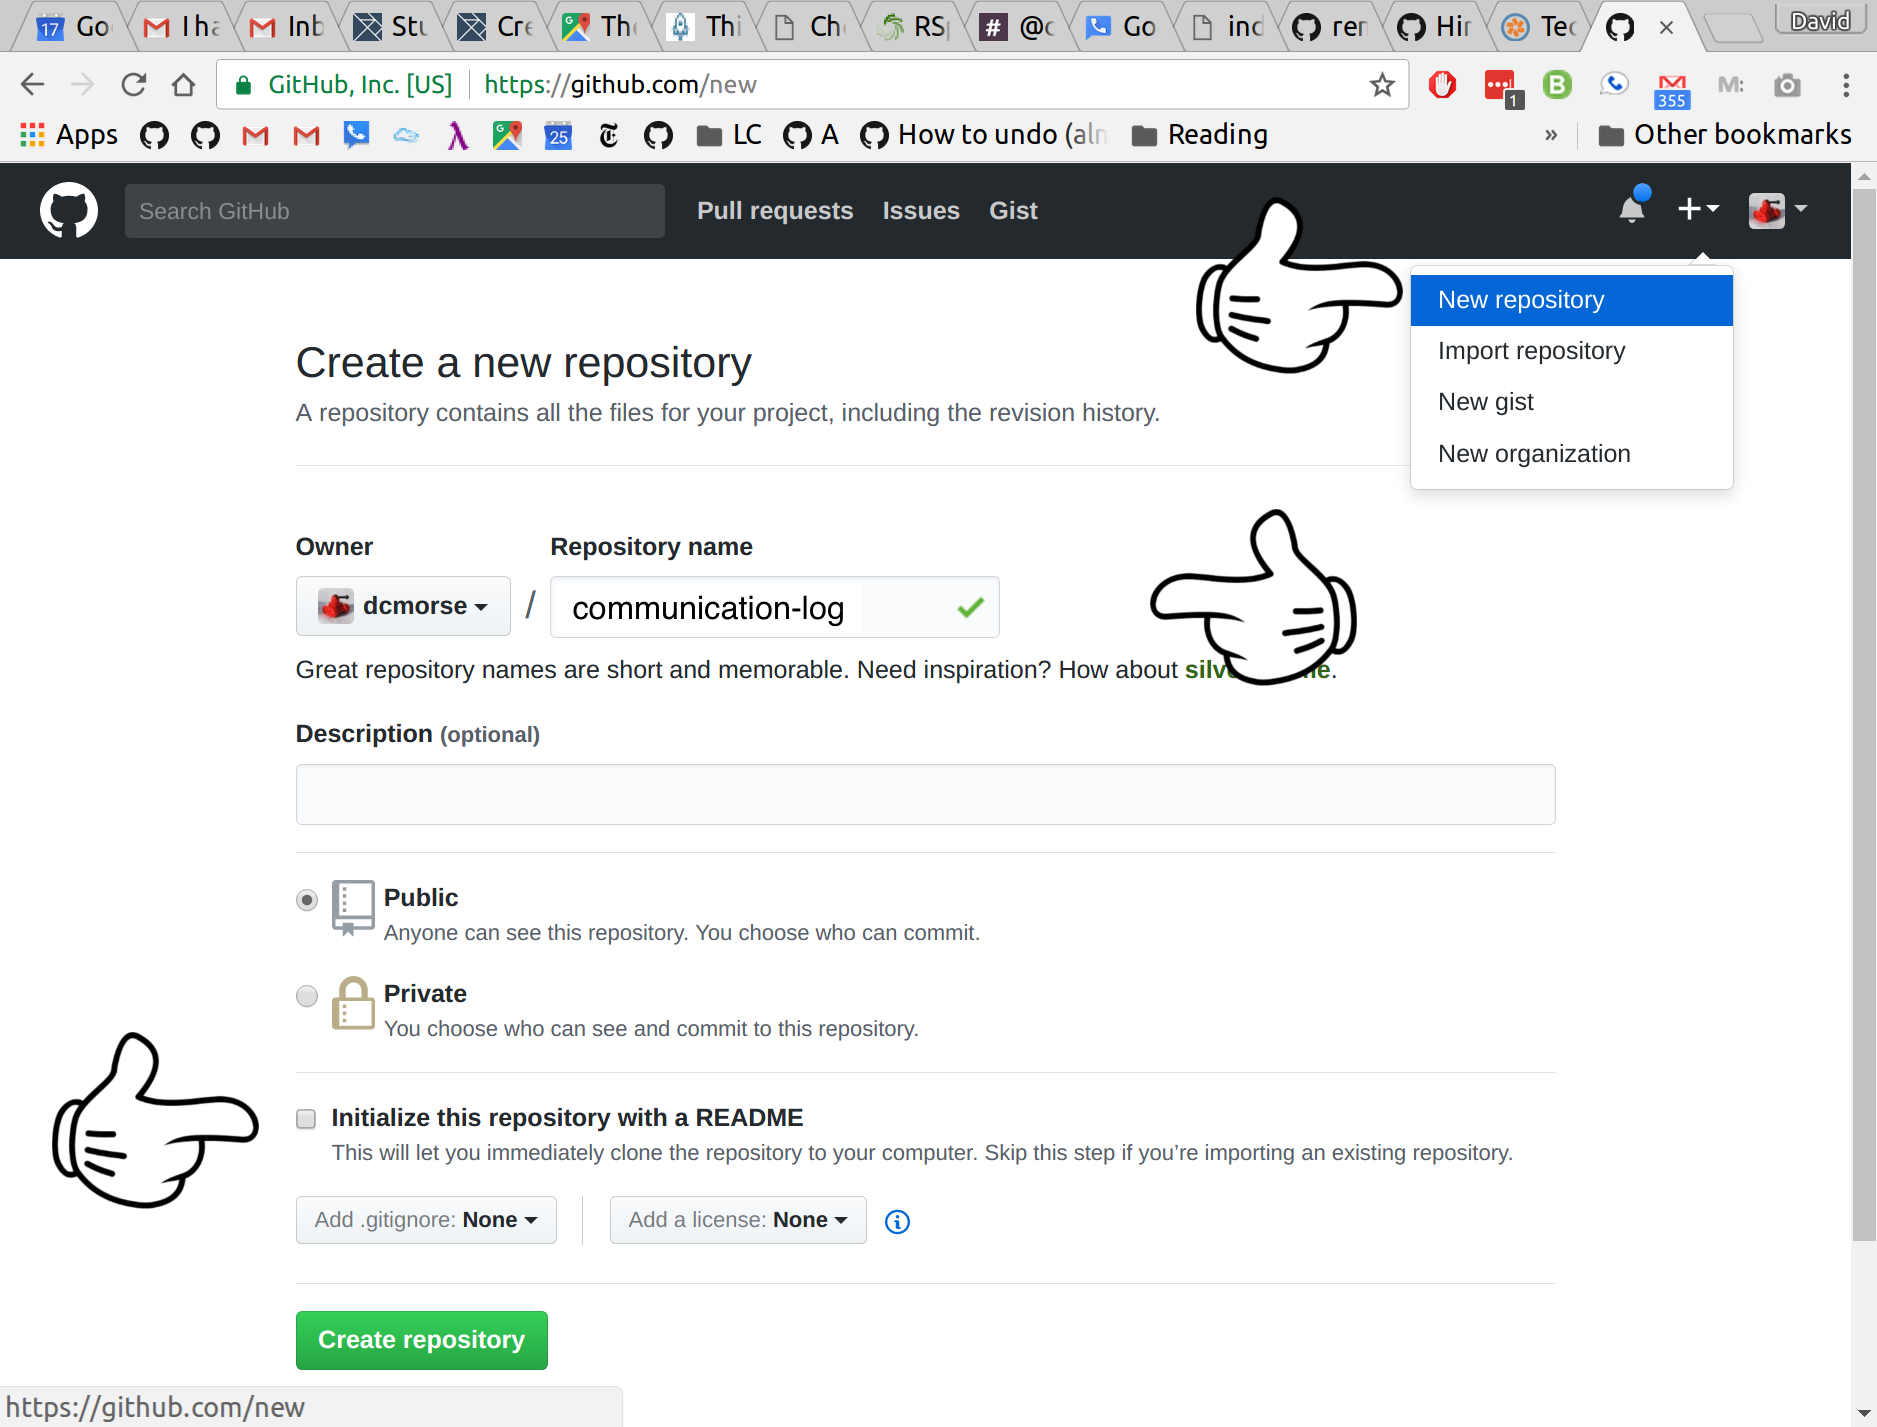 17 Go I ha Inb Stu Cre The Thi Ch RS # @c Go ind ren Hir Tec David
GitHub, Inc. [US] https://github.com/new 1 B 355 M:
Apps 25 LC A How to undo (aln Reading » Other bookmarks
Search GitHub Pull requests Issues Gist
New repository
Import repository
New gist
New organization
Create a new repository
A repository contains all the files for your project, including the revision history.
Owner Repository name
dcmorse / communication-log
Great repository names are short and memorable. Need inspiration? How about
Description (optional)
Public
Anyone can see this repository. You choose who can commit.
Private
You choose who can see and commit to this repository.
Initialize this repository with a README
This will let you immediately clone the repository to your computer. Skip this step if you’re importing an existing repository.
Add .gitignore: None Add a license: None
Create repository
https://github.com/new